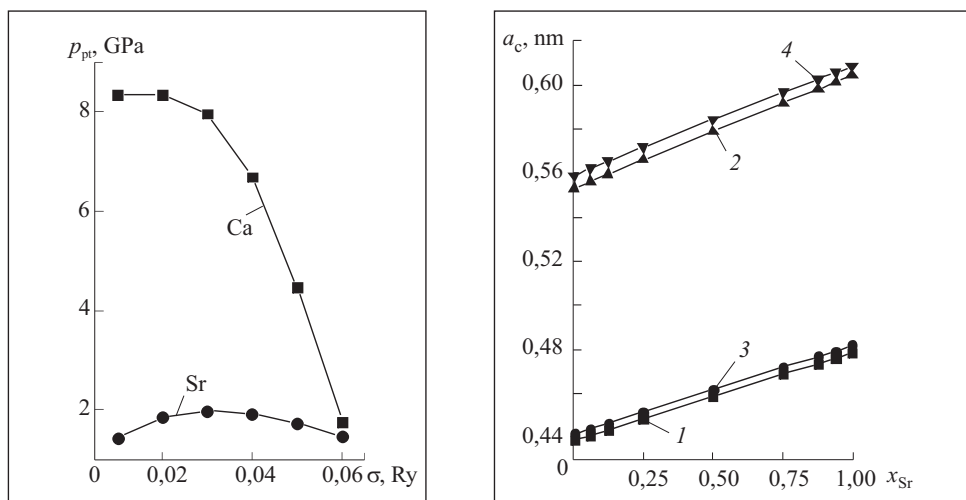 p_pt, GPa
8
6
4
2
Ca
Sr
0 0,02 0,04 0,06 σ, Ry
a_c, nm
0,60
0,56
0,52
0,48
0,44
4
2
3
1
0 0,25 0,50 0,75 1,00 x_Sr